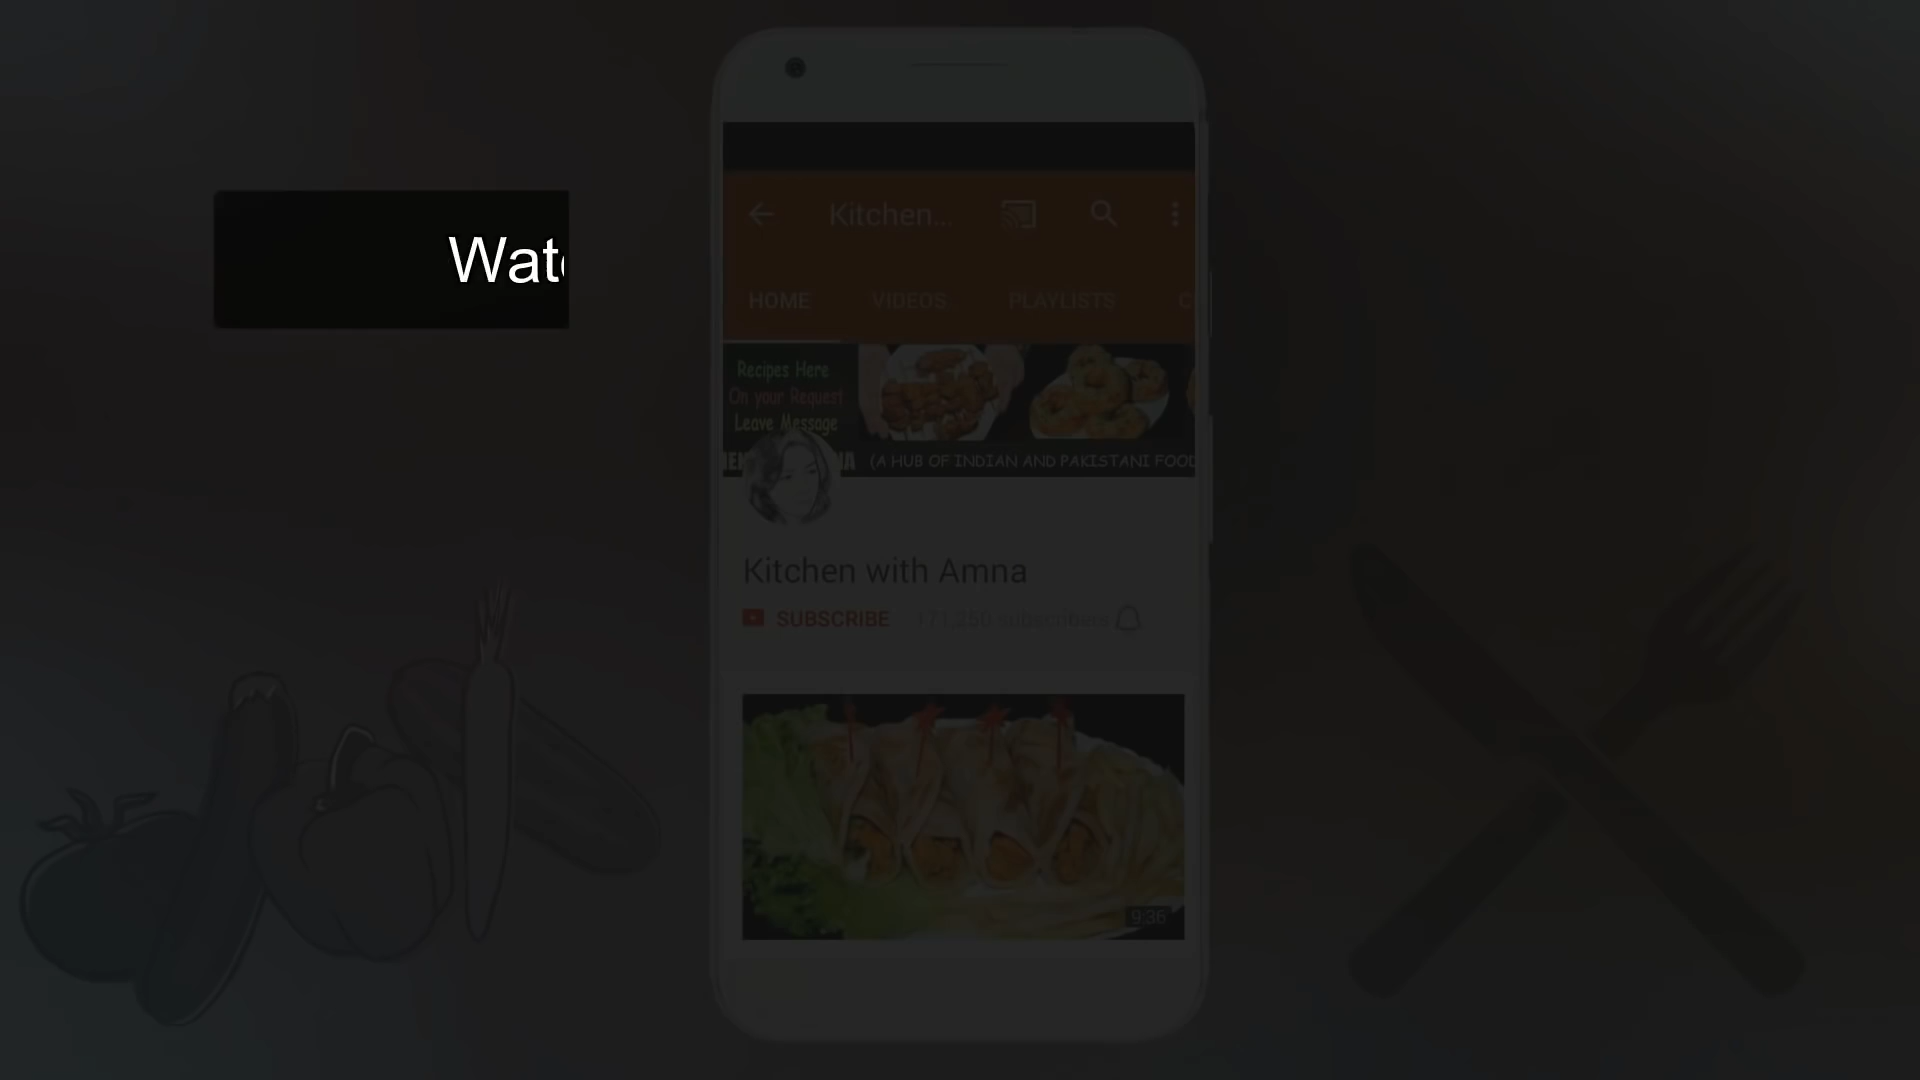 Wat
Kitchen...
HOME VIDEOS PLAYLISTS C
Recipes Here
On your Request
Leave Message
(A HUB OF INDIAN AND PAKISTANI FOOD
Kitchen with Amna
SUBSCRIBE 171,250 subscribers
9:36